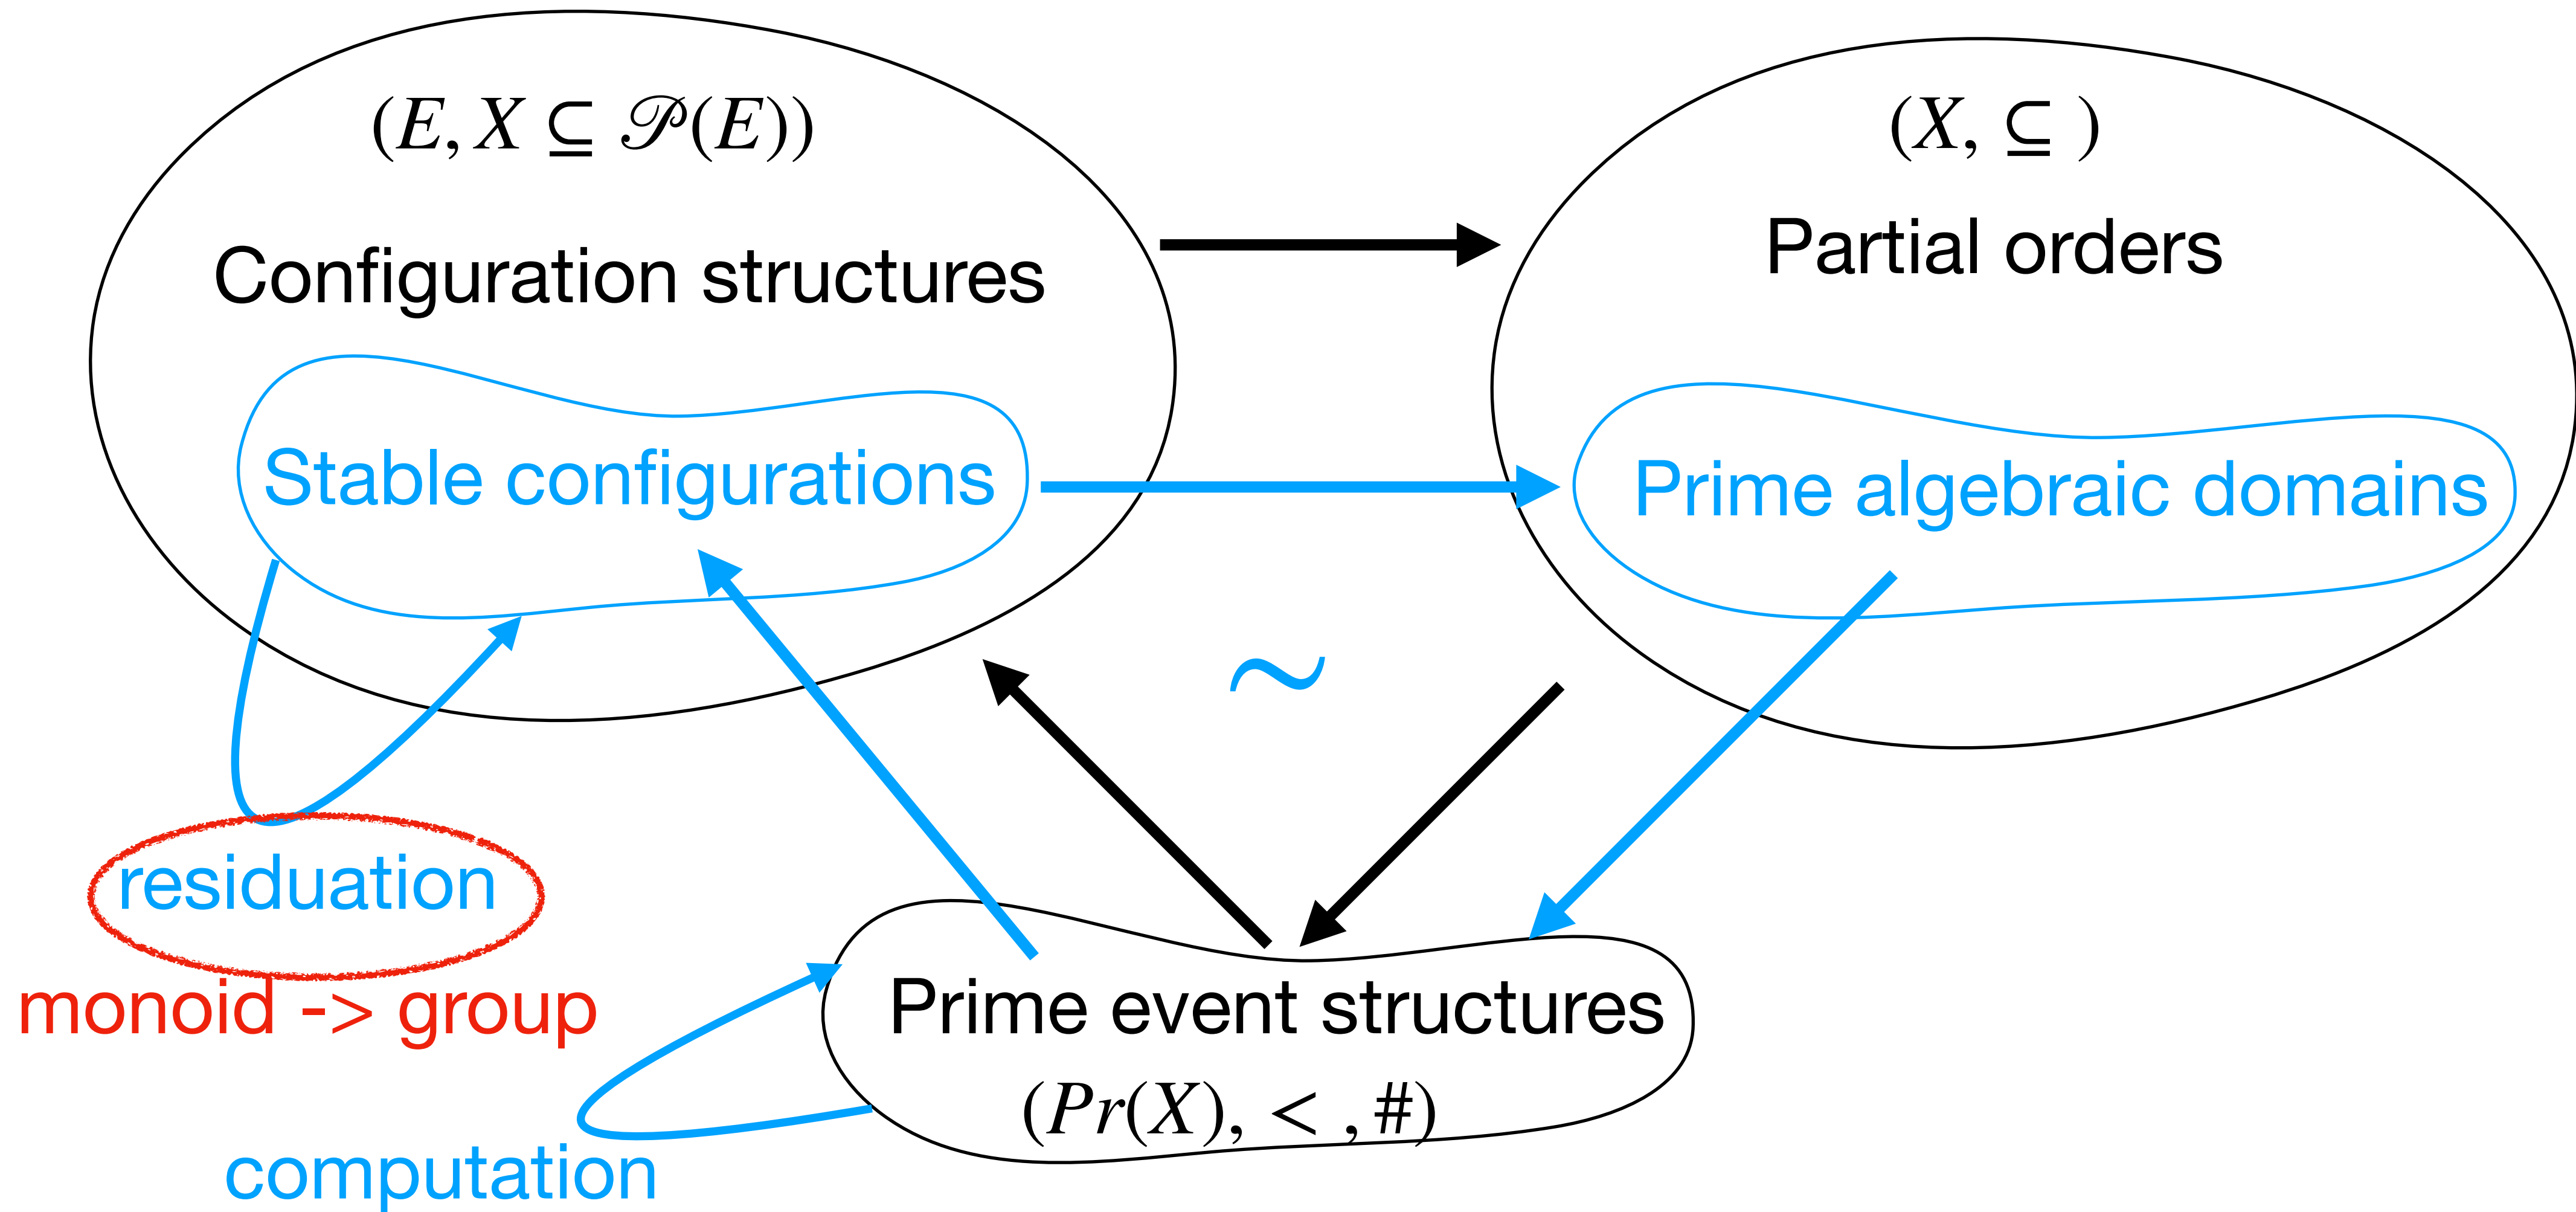 (E, X ⊆ 𝒫(E))
Configuration structures
Stable configurations
(X, ⊆ )
Partial orders
Prime algebraic domains
∼
residuation
monoid -> group
computation
Prime event structures
(Pr(X), < , #)